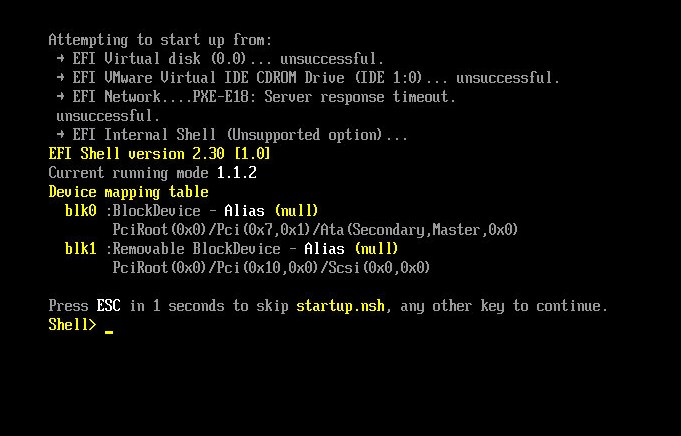 Attempting to start up from:
→ EFI Virtual disk (0.0)... unsuccessful.
→ EFI VMware Virtual IDE CDROM Drive (IDE 1:0)... unsuccessful.
→ EFI Network....PXE-E18: Server response timeout.
unsuccessful.
→ EFI Internal Shell (Unsupported option)...
EFI Shell version 2.30 [1.0]
Current running mode 1.1.2
Device mapping table
blk0 :BlockDevice - Alias (null)
PciRoot(0x0)/Pci(0x7,0x1)/Ata(Secondary,Master,0x0)
blk1 :Removable BlockDevice - Alias (null)
PciRoot(0x0)/Pci(0x10,0x0)/Scsi(0x0,0x0)
Press ESC in 1 seconds to skip startup.nsh, any other key to continue.
Shell> _